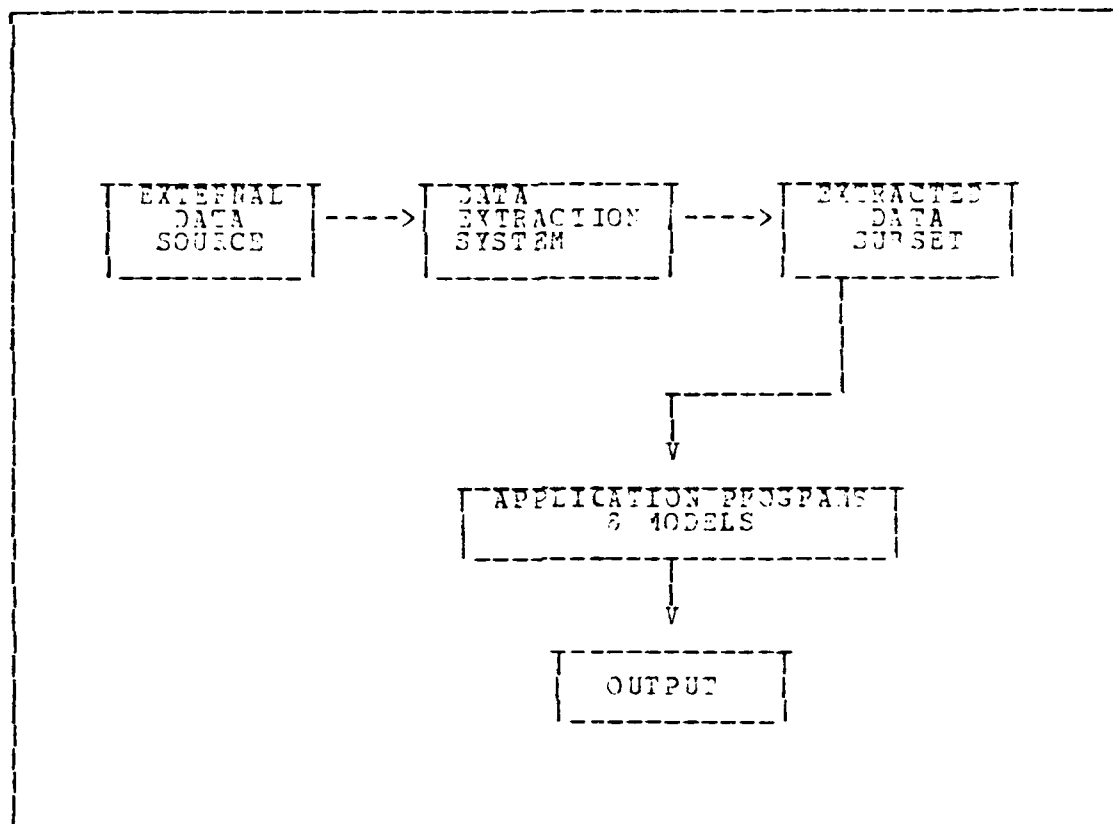 EXTERNAL
DATA
SOURCE
DATA
EXTRACTION
SYSTEM
EXTRACTED
DATA
SUBSET
APPLICATION PROGRAMS
& MODELS
OUTPUT